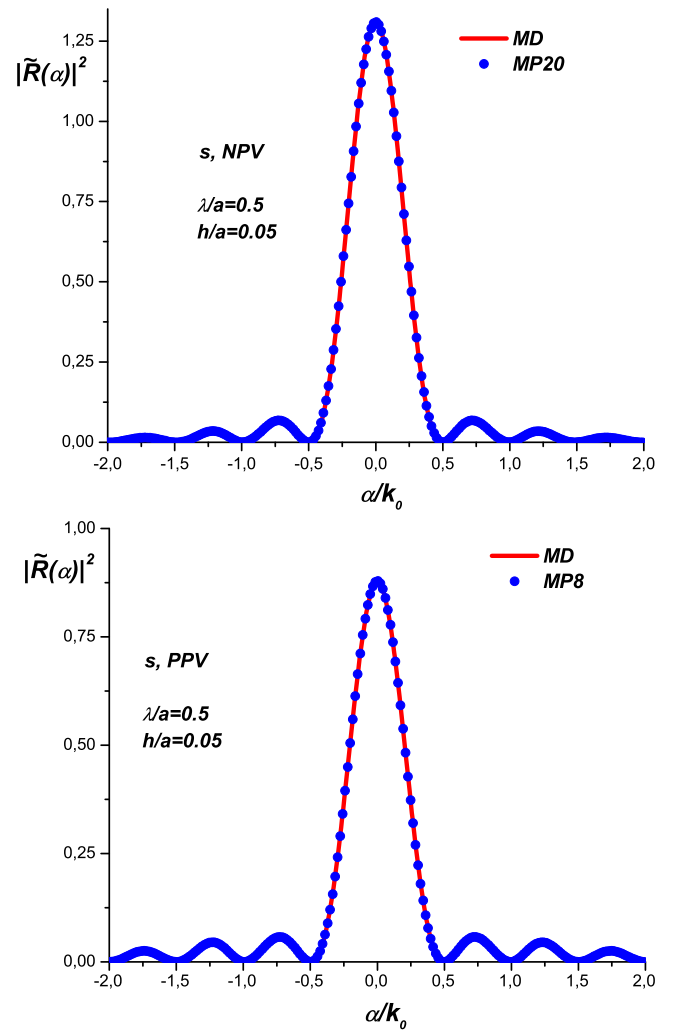 |R̃(α)|²
1,25
1,00
0,75
0,50
0,25
0,00
MD
MP20
s, NPV
λ/a=0.5
h/a=0.05
-2,0 -1,5 -1,0 -0,5 0,0 0,5 1,0 1,5 2,0
α/k₀
1,00
|R̃(α)|²
0,75
0,50
0,25
0,00
MD
MP8
s, PPV
λ/a=0.5
h/a=0.05
-2,0 -1,5 -1,0 -0,5 0,0 0,5 1,0 1,5 2,0
α/k₀